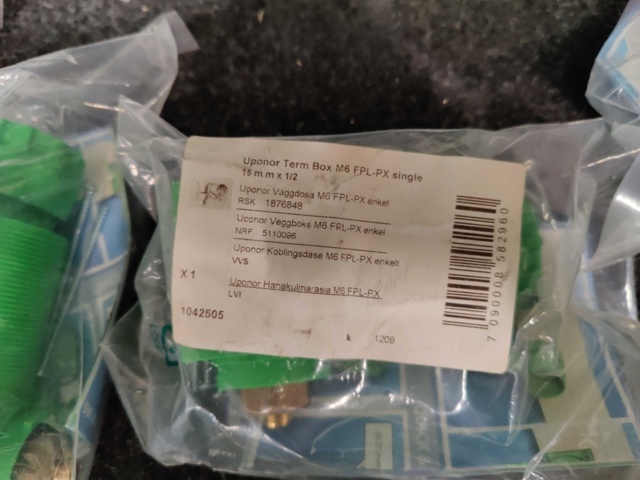 Uponor Term Box M6 FPL-PX single
15 mm x 1/2
Uponor Väggdosa M6 FPL-PX enkel
RSK 1876848
Uponor Veggboks M6 FPL-PX enkel
NRF 5110096
Uponor Koblingsdåse M6 FPL-PX enkelt
VVS
X 1
Uponor Hanakulmarasia M6 FPL-PX
LVI
1042505
k 1209
7 090008 582960